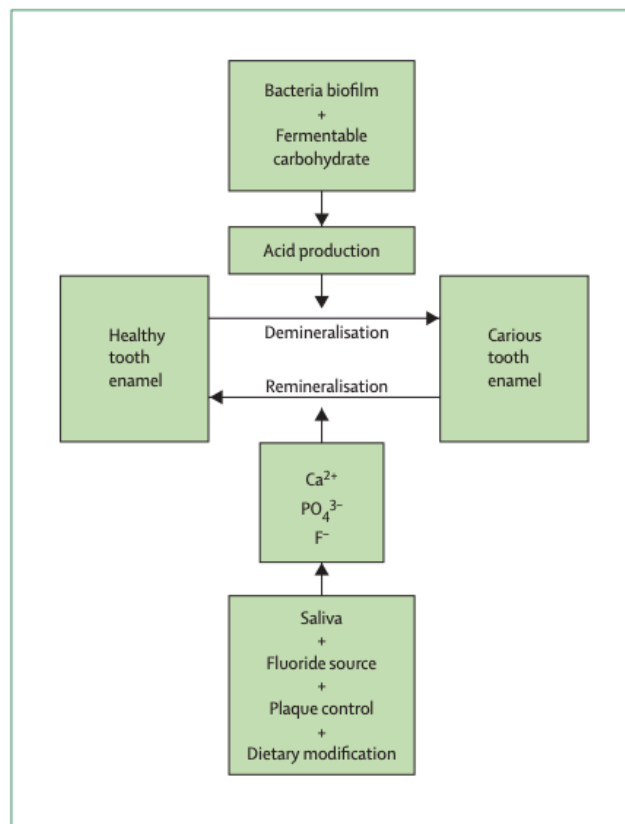 Bacteria biofilm
+
Fermentable
carbohydrate
Acid production
Healthy
tooth
enamel
Demineralisation
Remineralisation
Carious
tooth
enamel
Ca²⁺
PO₄³⁻
F⁻
Saliva
+
Fluoride source
+
Plaque control
+
Dietary modification